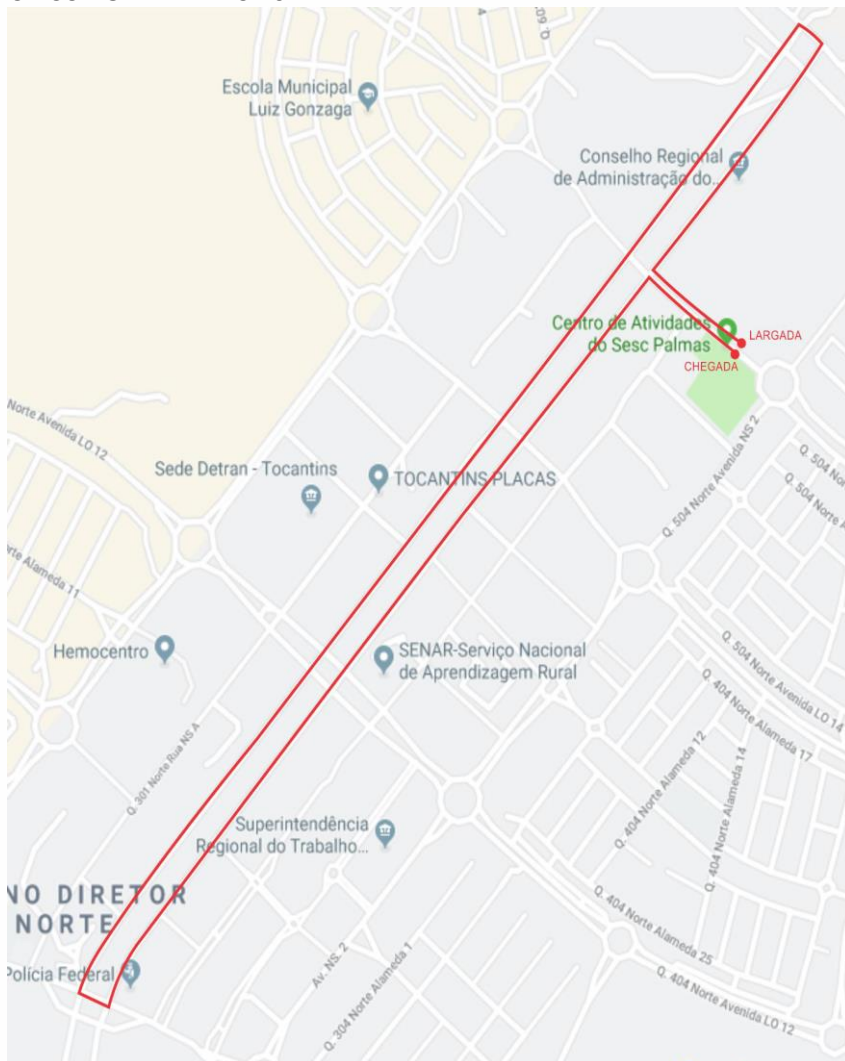 Escola Municipal
Luiz Gonzaga
Conselho Regional
de Administração do..
Centro de Atividades
do Sesc Palmas
LARGADA
CHEGADA
Norte Avenida LO 12
Sede Detran - Tocantins
TOCANTINS PLACAS
Q. 504 Norte Avenida NS 2
Q. 504 No
Q. 504 Norte A
rte Alameda 11
Hemocentro
SENAR-Serviço Nacional
de Aprendizagem Rural
Q. 504 Norte Avenida LO 14
Q. 404 Norte Alameda 17
Q. 301 Norte Rua NS A
Q. 404 Norte Alameda 12
Q. 404 Norte Alameda 14
Superintendência
Regional do Trabalho...
NO DIRETOR
NORTE
Polícia Federal
Av. NS. 2
Q. 304 Norte Alameda 1
Q. 404 Norte Alameda 25
Q. 404 Norte Avenida LO 12